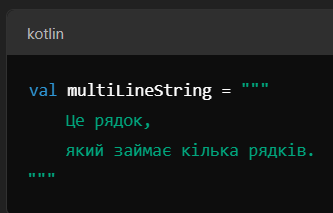 kotlin
val multiLineString = """
    Це рядок,
    який займає кілька рядків.
"""